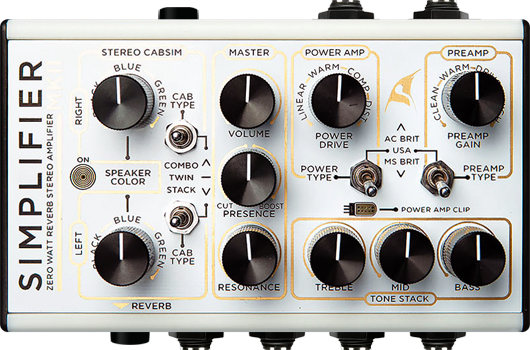 SIMPLIFIER
ZERO WATT REVERB STEREO AMPLIFIER
STEREO CABSIM
BLUE
GREEN
RIGHT
CAB
TYPE
ON
SPEAKER
COLOR
COMBO
TWIN
STACK
LEFT
BLUE
BLACK
GREEN
CAB
TYPE
REVERB
MASTER
VOLUME
CUT BOOST
PRESENCE
RESONANCE
POWER AMP
LINEAR WARM COMP DIST
POWER
DRIVE
AC BRIT
USA
MS BRIT
POWER
TYPE
PREAMP
CLEAN WARM
PREAMP
GAIN
PREAMP
TYPE
POWER AMP CLIP
TREBLE
MID
BASS
TONE STACK